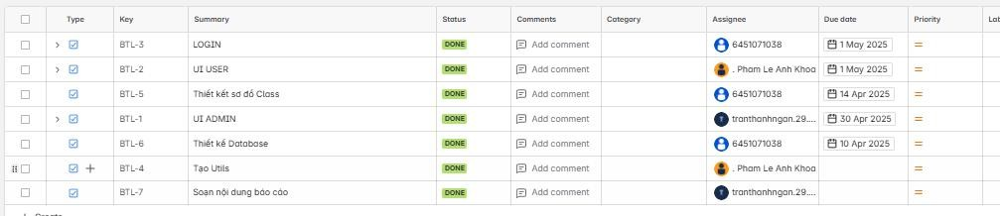 Type Key Summary Status Comments Category Assignee Due date Priority Lab
BTL-3 LOGIN DONE Add comment 6451071038 1 May 2025
BTL-2 UI USER DONE Add comment . Pham Le Anh Khoa 1 May 2025
BTL-5 Thiết kết sơ đồ Class DONE Add comment 6451071038 14 Apr 2025
BTL-1 UI ADMIN DONE Add comment tranthanhngan.29.... 30 Apr 2025
BTL-6 Thiết kế Database DONE Add comment 6451071038 10 Apr 2025
BTL-4 Tạo Utils DONE Add comment . Pham Le Anh Khoa
BTL-7 Soạn nội dung báo cáo DONE Add comment tranthanhngan.29....